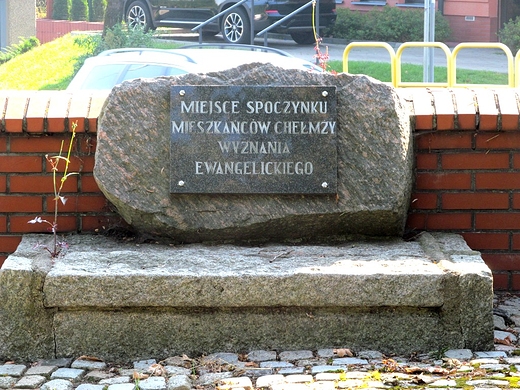 MIEJSCE SPOCZYNKU
MIESZKAŃCÓW CHEŁMŻY
WYZNANIA
EWANGELICKIEGO